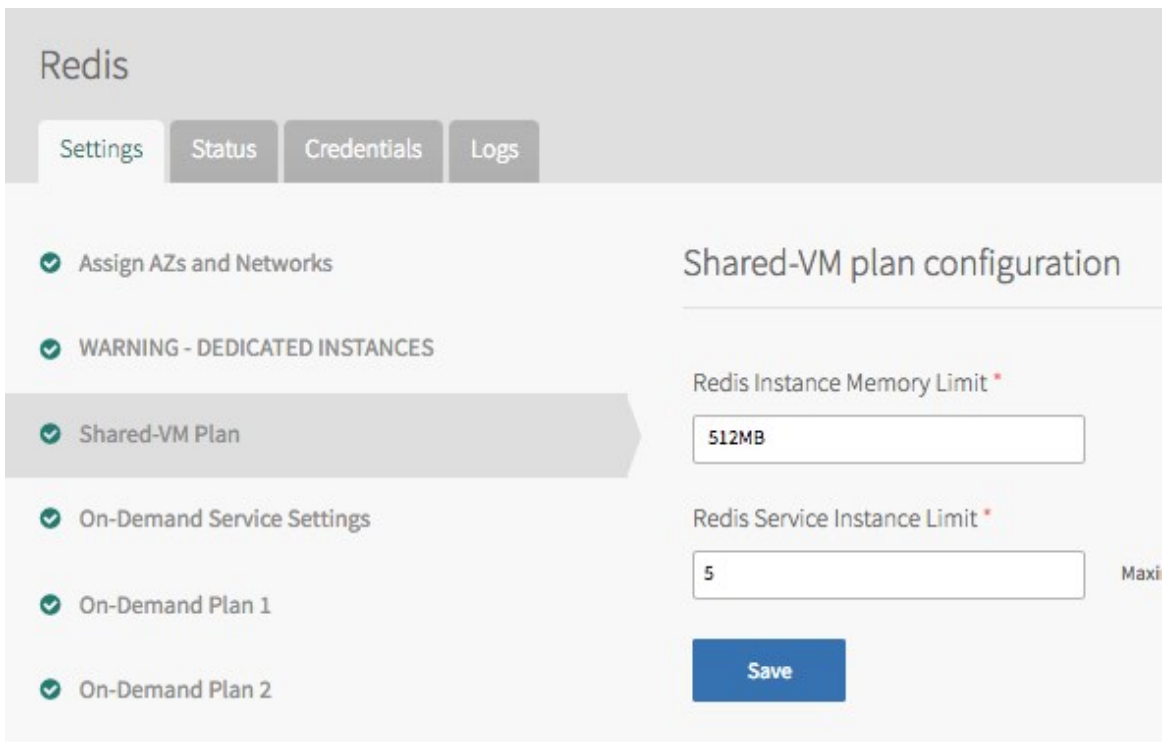 Redis
Settings Status Credentials Logs
Assign AZs and Networks
WARNING - DEDICATED INSTANCES
Shared-VM Plan
On-Demand Service Settings
On-Demand Plan 1
On-Demand Plan 2
Shared-VM plan configuration
Redis Instance Memory Limit *
512MB
Redis Service Instance Limit *
5
Save